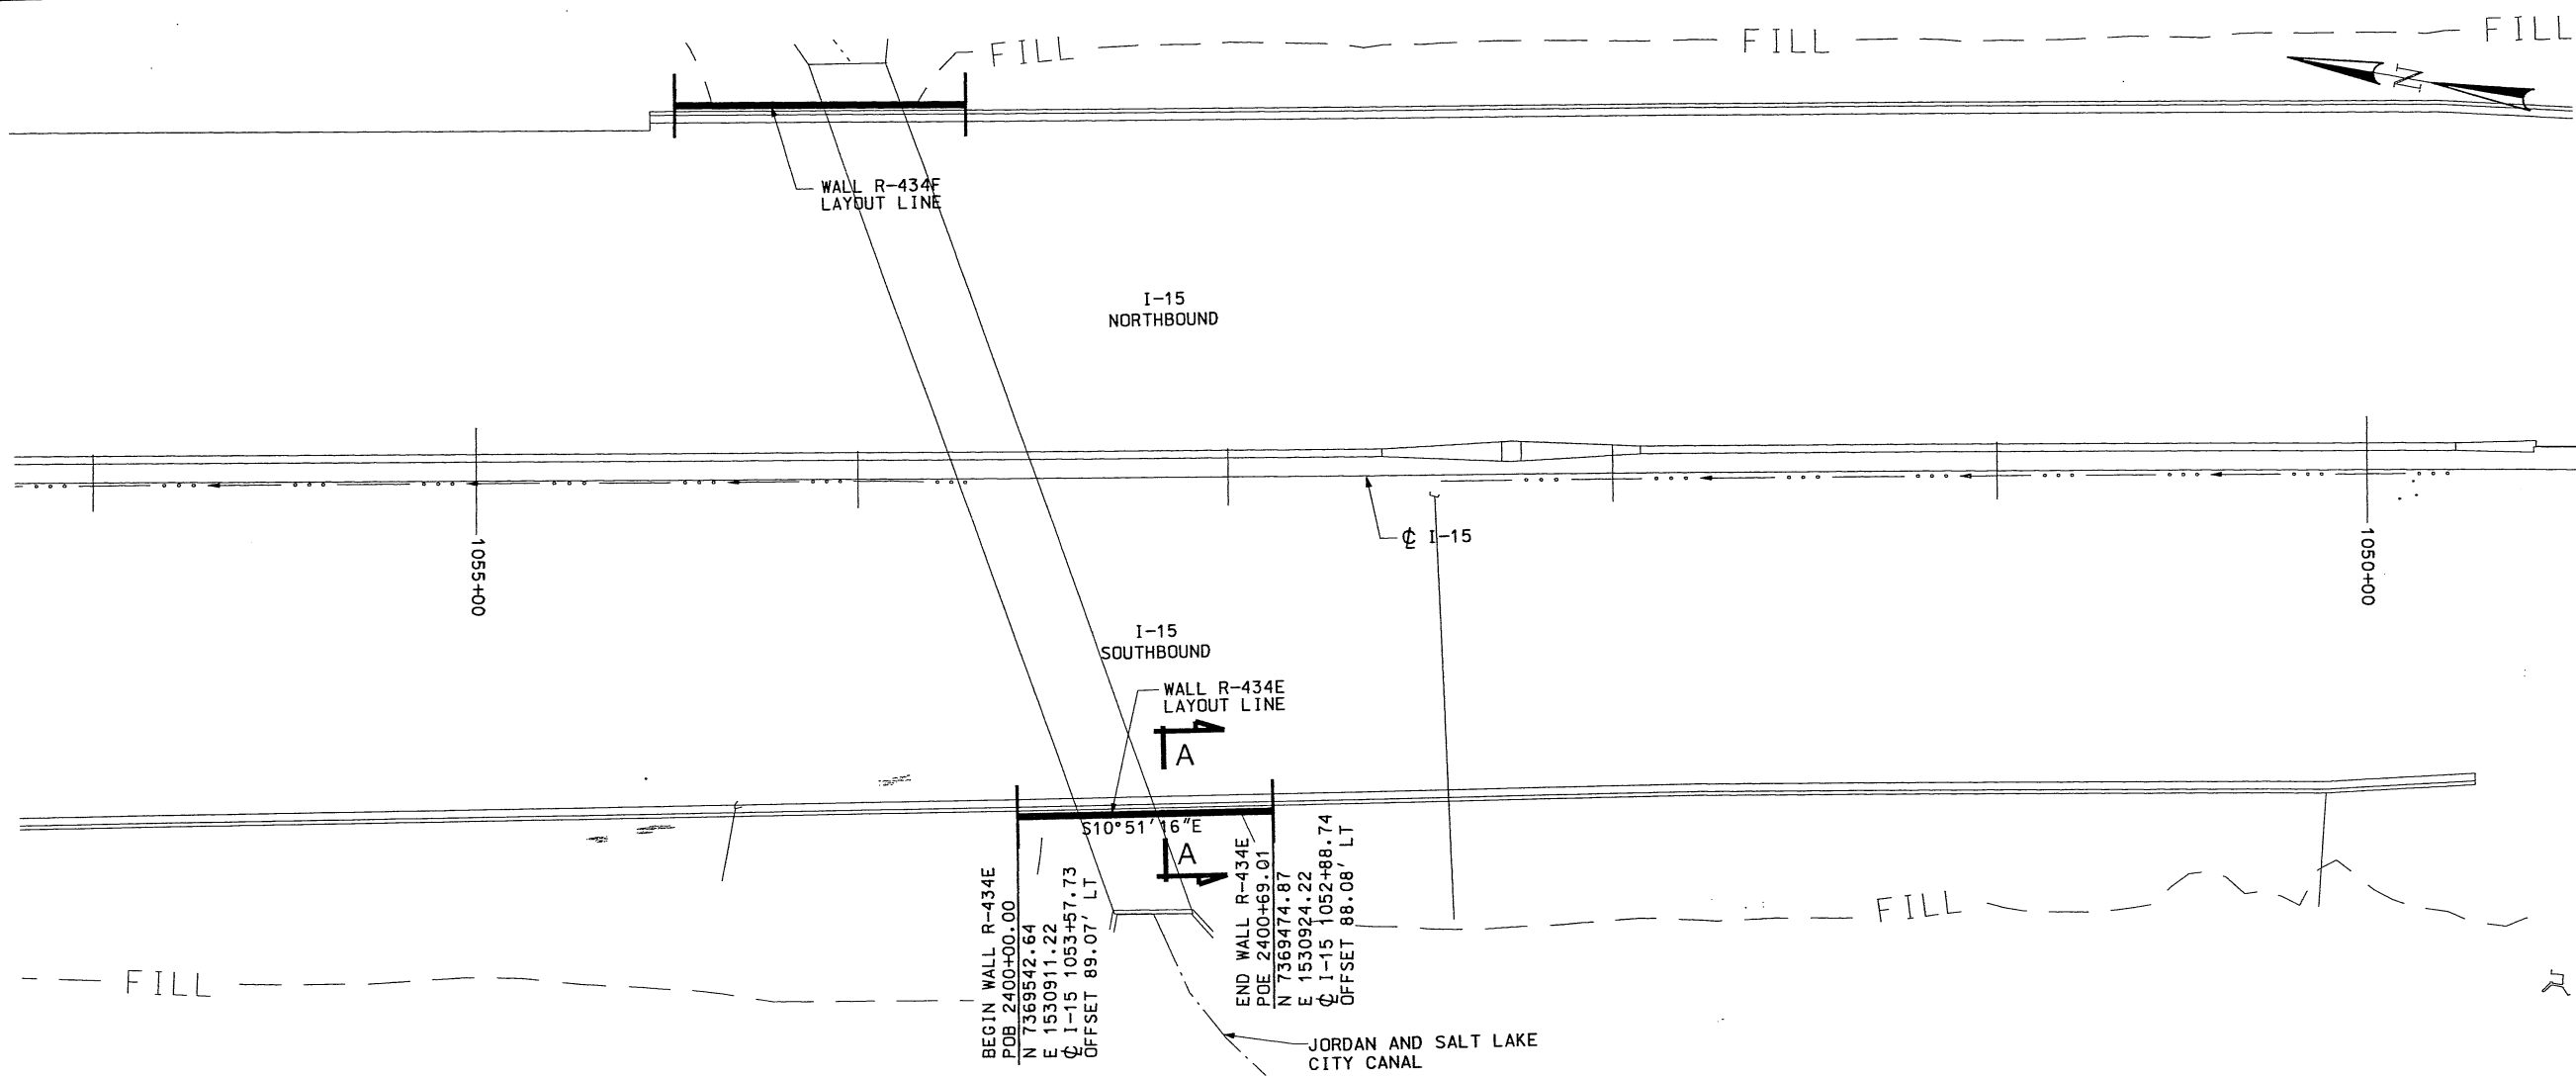 FILL
FILL
FILL
N
WALL R-434F
LAYOUT LINE
I-15
NORTHBOUND
℄ I-15
1055+00
1050+00
I-15
SOUTHBOUND
WALL R-434E
LAYOUT LINE
A
S10°51'16"E
A
BEGIN WALL R-434E
POB 2400+00.00
N 7369542.64
E 1530911.22
℄ I-15 1053+57.73
OFFSET 89.07' LT
END WALL R-434E
POE 2400+69.01
N 7369474.87
E 1530924.22
℄ I-15 1052+88.74
OFFSET 88.08' LT
FILL
FILL
JORDAN AND SALT LAKE
CITY CANAL